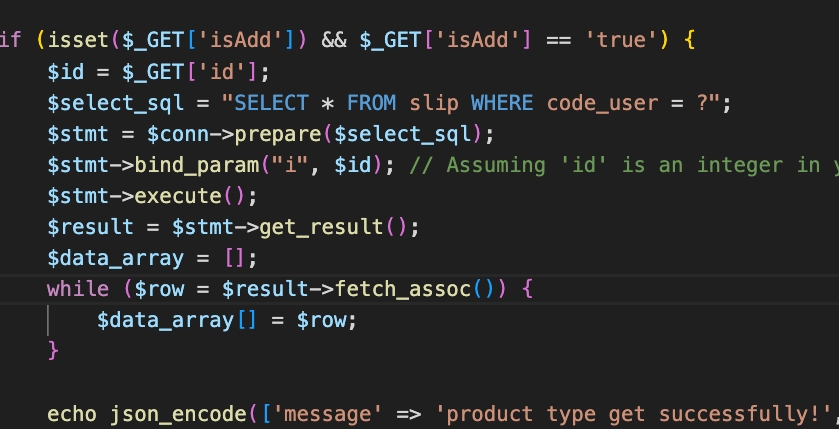 if (isset($_GET['isAdd']) && $_GET['isAdd'] == 'true') {
$id = $_GET['id'];
$select_sql = "SELECT * FROM slip WHERE code_user = ?";
$stmt = $conn->prepare($select_sql);
$stmt->bind_param("i", $id); // Assuming 'id' is an integer in
$stmt->execute();
$result = $stmt->get_result();
$data_array = [];
while ($row = $result->fetch_assoc()) {
$data_array[] = $row;
}
echo json_encode(['message' => 'product type get successfully!',